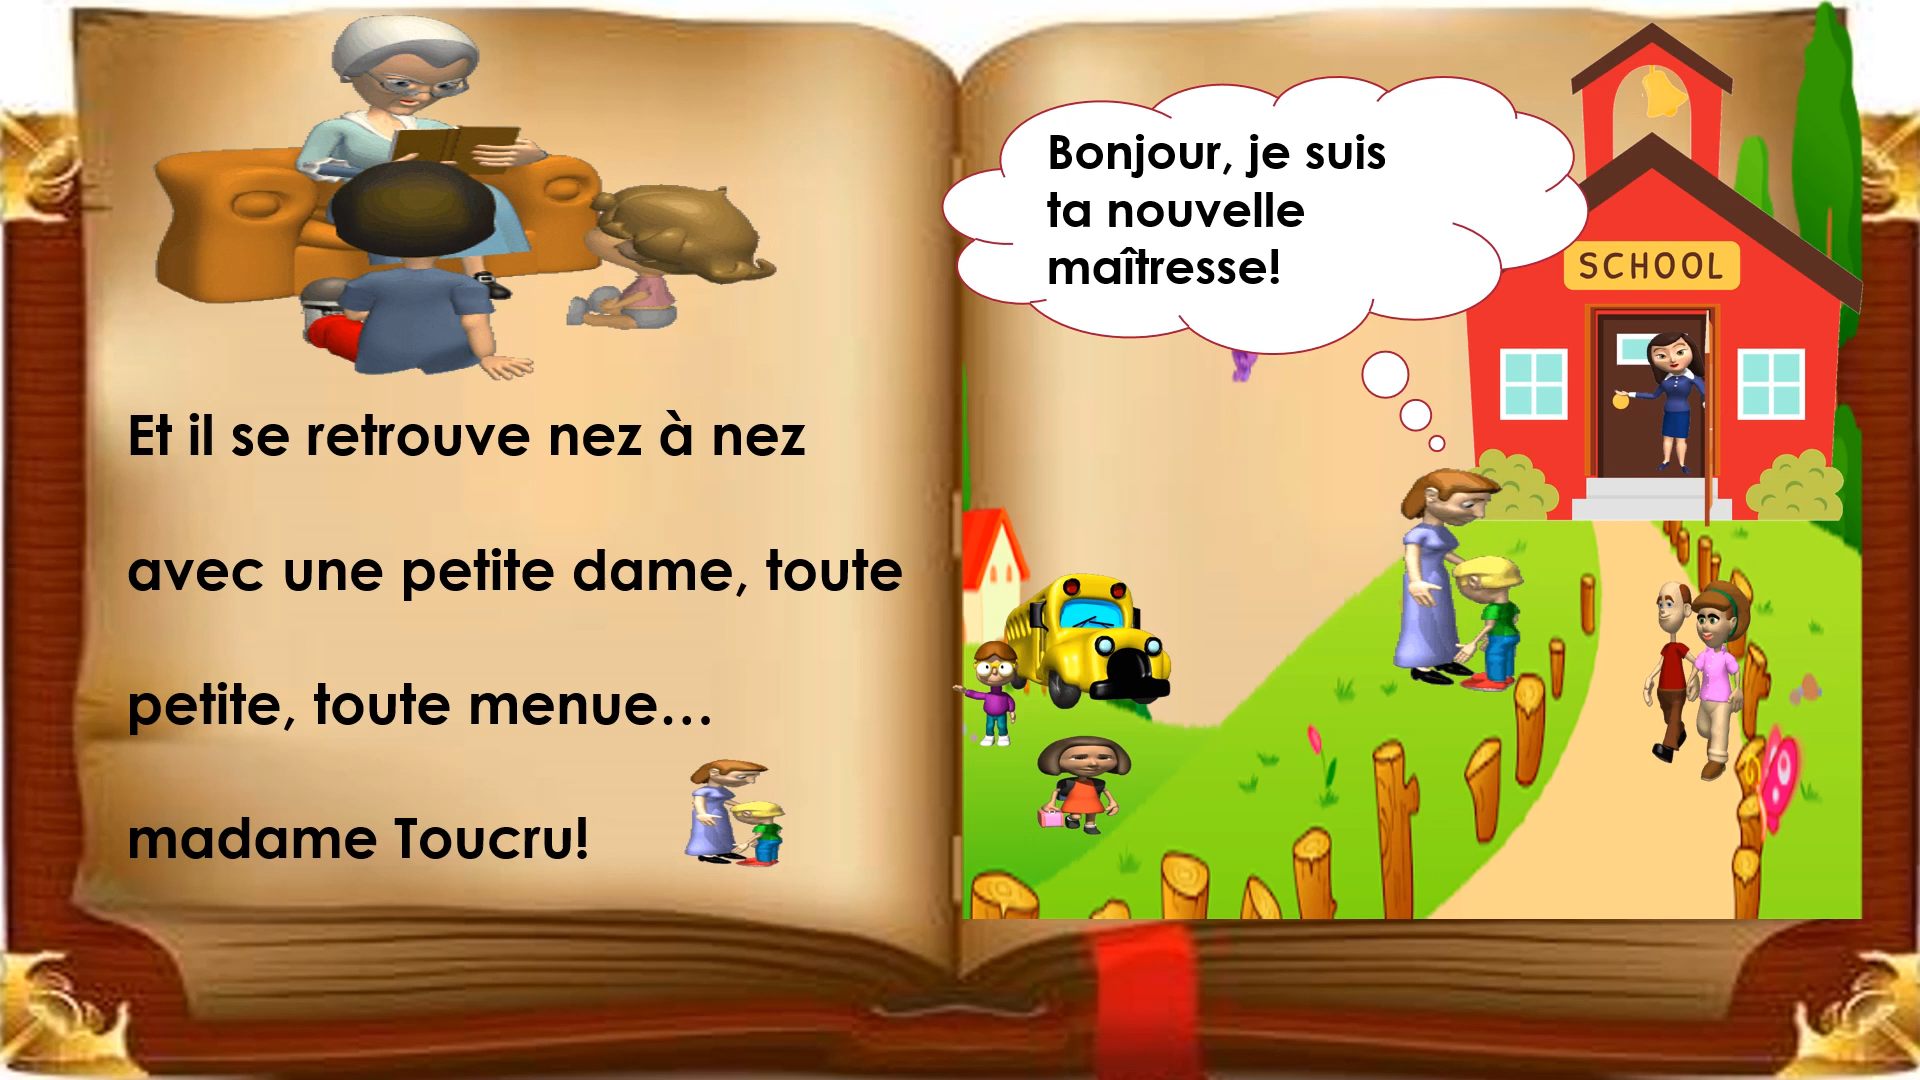 Et il se retrouve nez à nez
avec une petite dame, toute
petite, toute menue…
madame Toucru!
Bonjour, je suis
ta nouvelle
maîtresse!
SCHOOL